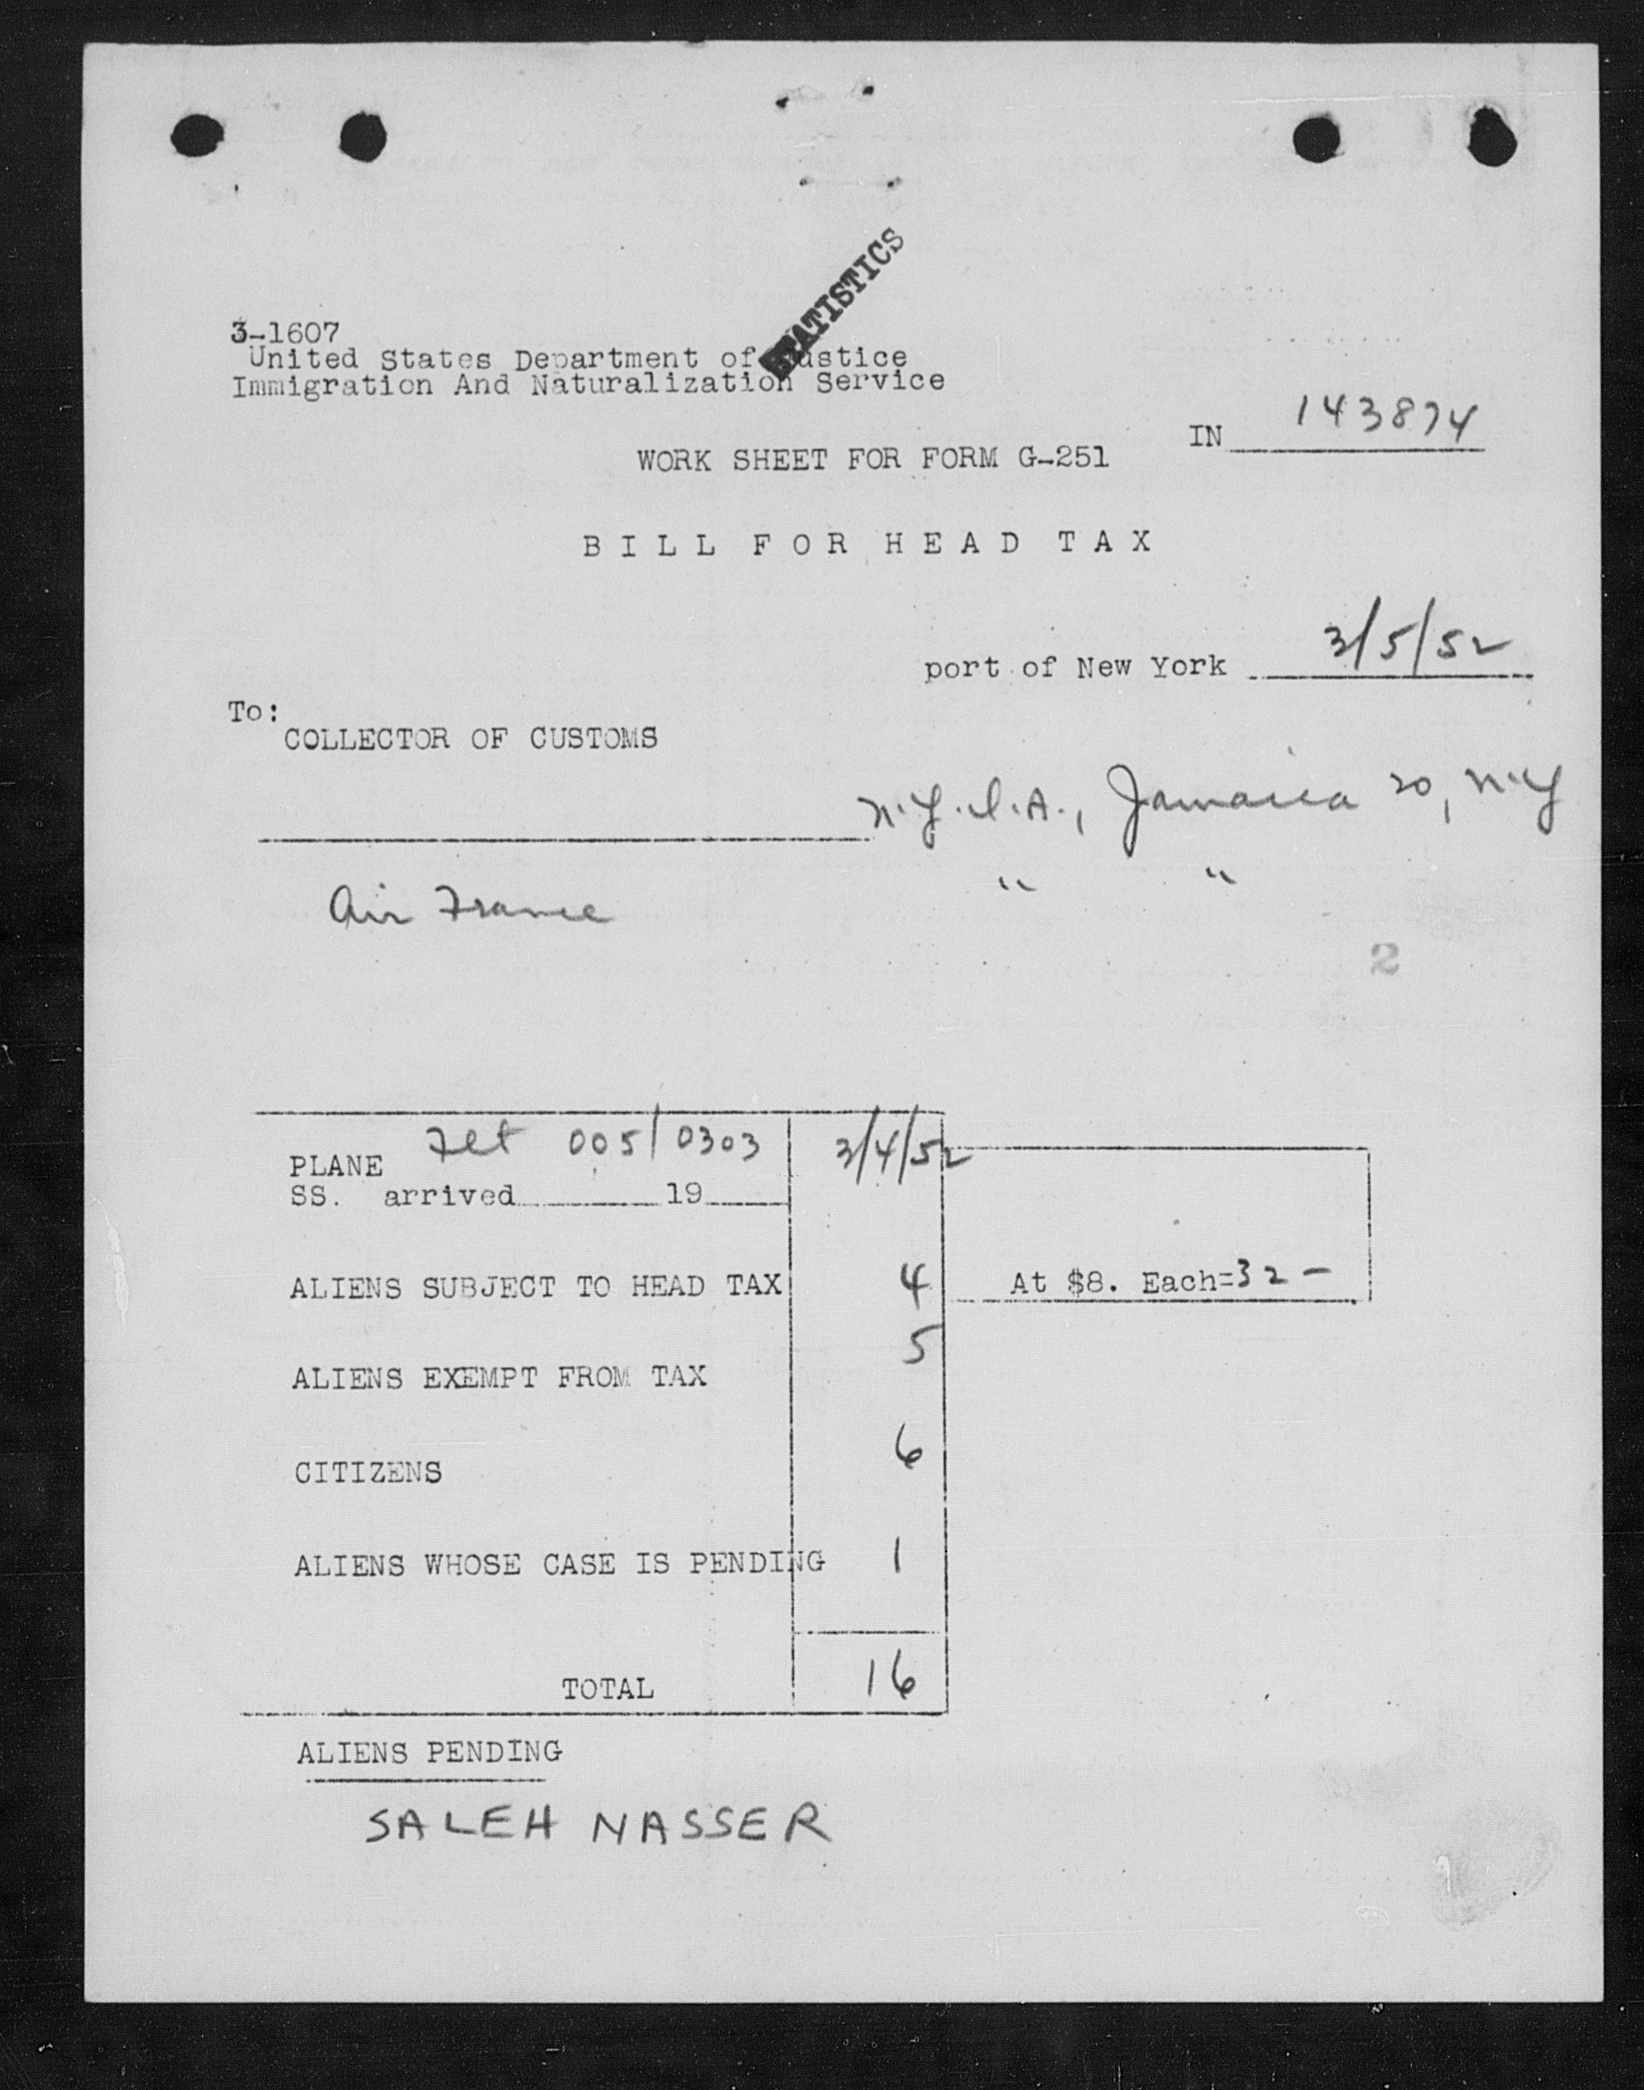 STATISTICS
3-1607
United States Department of Justice
Immigration And Naturalization Service
IN 143874
WORK SHEET FOR FORM G-251
BILL FOR HEAD TAX
port of New York 3/5/52
To:
COLLECTOR OF CUSTOMS
N.Y.I.A., Jamaica 20, N.Y
Air France " "
2
PLANE Flt 005/0303 3/4/52
SS. arrived 19
ALIENS SUBJECT TO HEAD TAX 4 At $8. Each=32 -
ALIENS EXEMPT FROM TAX 5
CITIZENS 6
ALIENS WHOSE CASE IS PENDING 1
TOTAL 16
ALIENS PENDING
SALEH NASSER